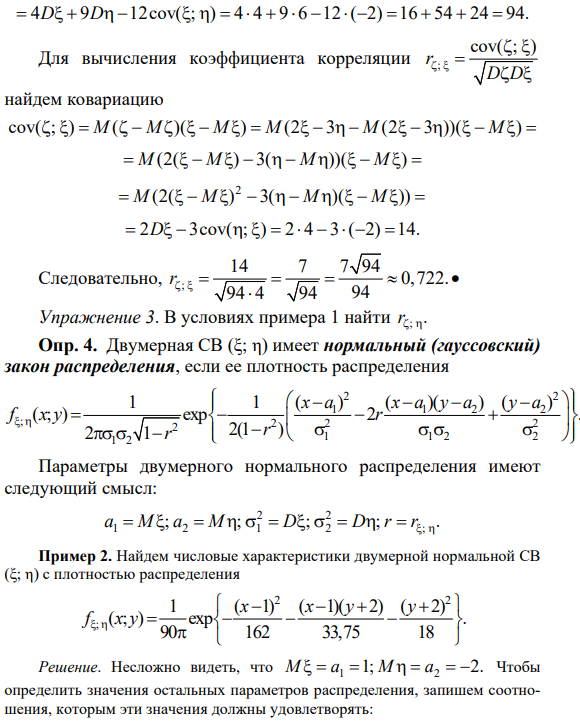 = 4Dξ + 9Dη − 12cov(ξ; η) = 4 · 4 + 9 · 6 − 12 · (−2) = 16 + 54 + 24 = 94.
Для вычисления коэффициента корреляции r_{ζ; ξ} = cov(ζ; ξ) / √(DζDξ)
найдем ковариацию
cov(ζ; ξ) = M(ζ − Mζ)(ξ − Mξ) = M(2ξ − 3η − M(2ξ − 3η))(ξ − Mξ) =
= M(2(ξ − Mξ) − 3(η − Mη))(ξ − Mξ) =
= M(2(ξ − Mξ)² − 3(η − Mη)(ξ − Mξ)) =
= 2Dξ − 3cov(η; ξ) = 2 · 4 − 3 · (−2) = 14.
Следовательно, r_{ζ; ξ} = 14/√(94 · 4) = 7/√94 = 7√94/94 ≈ 0,722. •
Упражнение 3. В условиях примера 1 найти r_{ζ; η}.
Опр. 4. Двумерная СВ (ξ; η) имеет нормальный (гауссовский)
закон распределения, если ее плотность распределения
f_{ξ; η}(x; y) = 1/(2πσ₁σ₂√(1 − r²)) exp{−1/(2(1 − r²)) ((x − a₁)²/σ₁² − 2r (x − a₁)(y − a₂)/(σ₁σ₂) + (y − a₂)²/σ₂²)}.
Параметры двумерного нормального распределения имеют
следующий смысл:
a₁ = Mξ; a₂ = Mη; σ₁² = Dξ; σ₂² = Dη; r = r_{ξ; η}.
Пример 2. Найдем числовые характеристики двумерной нормальной СВ
(ξ; η) с плотностью распределения
f_{ξ; η}(x; y) = 1/(90π) exp{−(x − 1)²/162 − (x − 1)(y + 2)/33,75 − (y + 2)²/18}.
Решение. Несложно видеть, что Mξ = a₁ = 1; Mη = a₂ = −2. Чтобы
определить значения остальных параметров распределения, запишем соотно-
шения, которым эти значения должны удовлетворять: